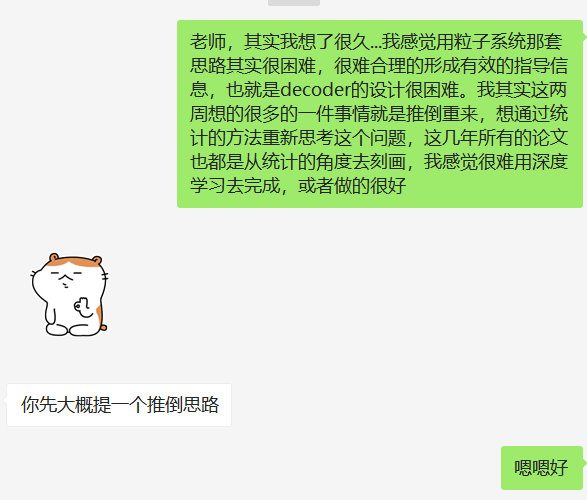 老师，其实我想了很久...我感觉用粒子系统那套
思路其实很困难，很难合理的形成有效的指导信
息，也就是decoder的设计很困难。我其实这两
周想的很多的一件事情就是推倒重来，想通过统
计的方法重新思考这个问题，这几年所有的论文
也都是从统计的角度去刻画，我感觉很难用深度
学习去完成，或者做的很好
你先大概提一个推倒思路
嗯嗯好